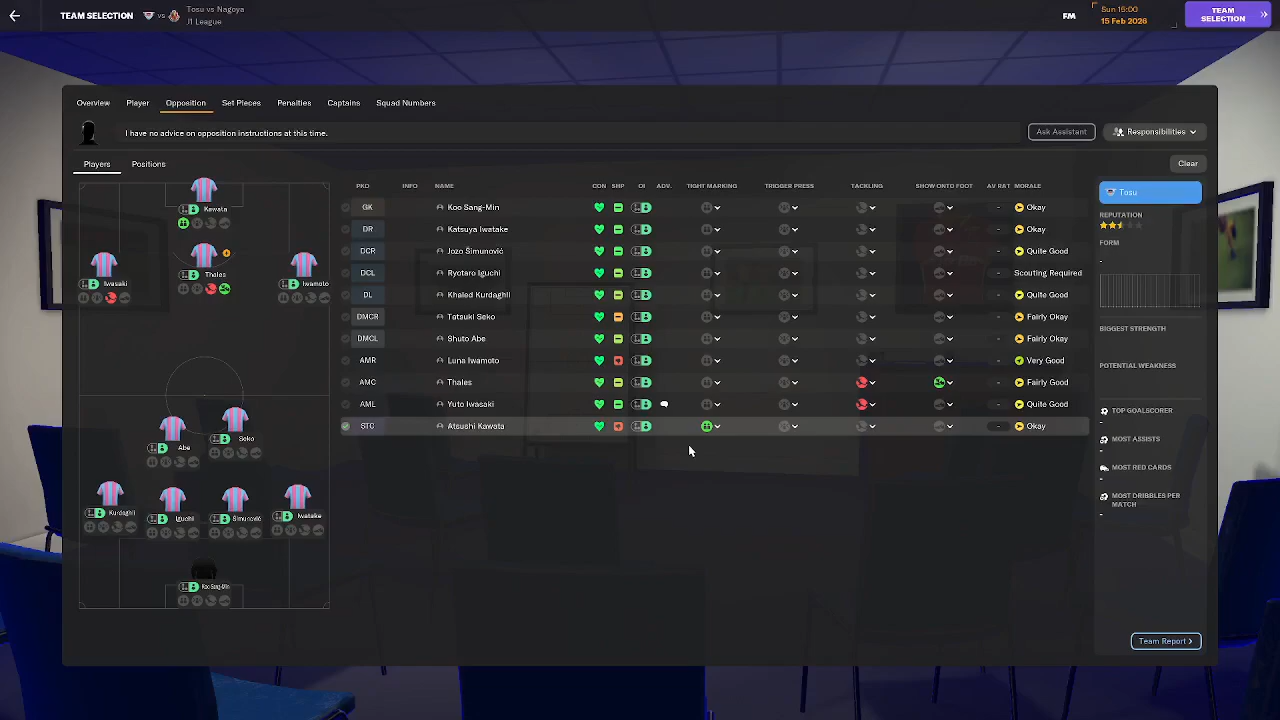 TEAM SELECTION
vs
Tosu vs Nagoya
J1 League
FM
Sun 15:00
15 Feb 2026
TEAM SELECTION
Overview Player Opposition Set Pieces Penalties Captains Squad Numbers
I have no advice on opposition instructions at this time.
Ask Assistant
Responsibilities
Players Positions
Clear
Kawata
Iwasaki
Thales
Iwamoto
Abe
Seko
Kurdaghli
Iguchi
Šimunović
Iwatake
Koo Sang-Min
PKD INFO NAME CON SHP OI ADV. TIGHT MARKING TRIGGER PRESS TACKLING SHOW ONTO FOOT AV RAT MORALE
GK Koo Sang-Min - Okay
DR Katsuya Iwatake - Okay
DCR Jozo Šimunović - Quite Good
DCL Ryotaro Iguchi - Scouting Required
DL Khaled Kurdaghli - Quite Good
DMCR Tatsuki Seko - Fairly Okay
DMCL Shuto Abe - Fairly Okay
AMR Luna Iwamoto - Very Good
AMC Thales - Fairly Good
AML Yuto Iwasaki - Quite Good
Atsushi Kawata - Okay
Tosu
REPUTATION
FORM
-
BIGGEST STRENGTH
POTENTIAL WEAKNESS
TOP GOALSCORER
-
MOST ASSISTS
-
MOST RED CARDS
-
MOST DRIBBLES PER
MATCH
-
Team Report